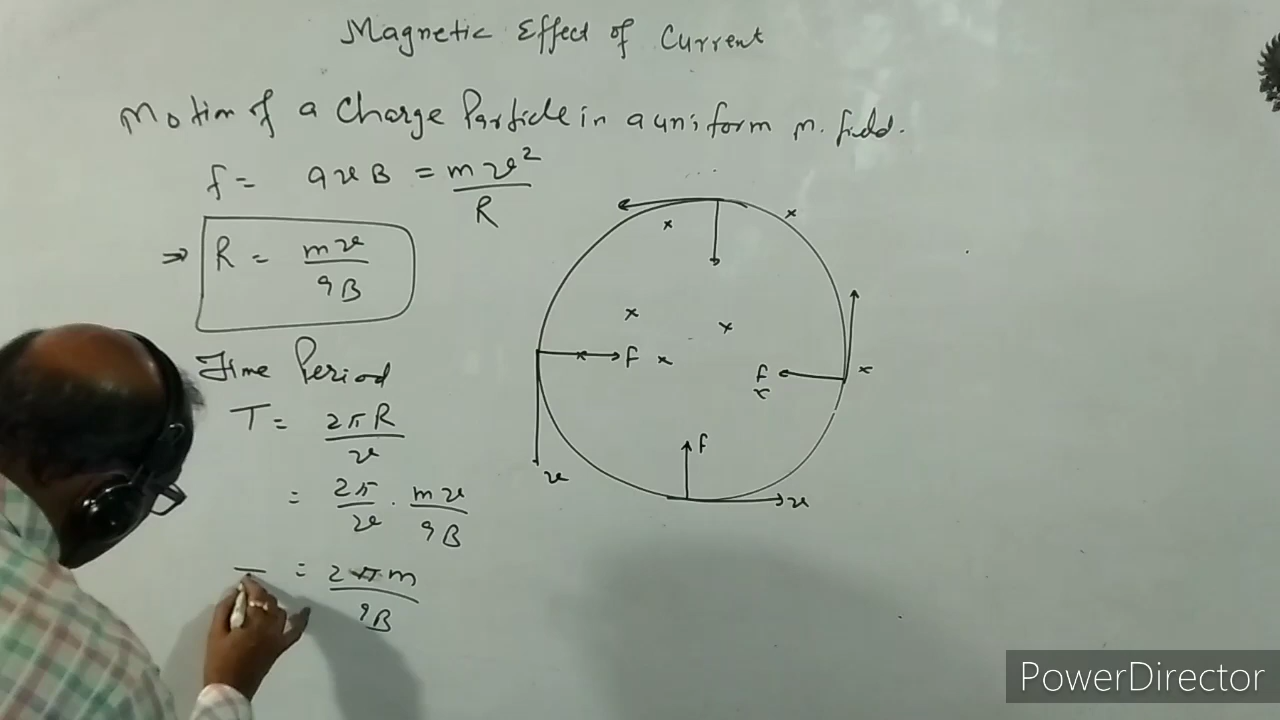 Magnetic Effect of Current
Motion of a Charge Particle in a uniform m. field.
f = qvB = mv²/R
⇒ R = mv/qB
Time Period
T = 2πR/v
= 2π/v . mv/qB
T = 2πm/qB
x
x
x
x
x f x
f
x
x
f
v
v
PowerDirector